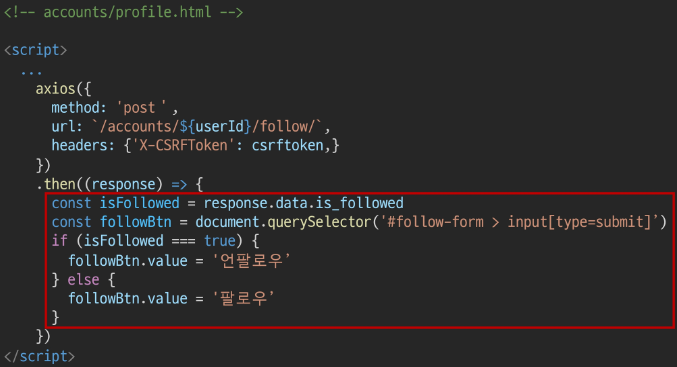 <!-- accounts/profile.html -->
<script>
...
axios({
method: 'post ',
url: `/accounts/${userId}/follow/`,
headers: {'X-CSRFToken': csrftoken,}
})
.then((response) => {
const isFollowed = response.data.is_followed
const followBtn = document.querySelector('#follow-form > input[type=submit]’)
if (isFollowed === true) {
followBtn.value = '언팔로우’
} else {
followBtn.value = '팔로우’
}
})
</script>